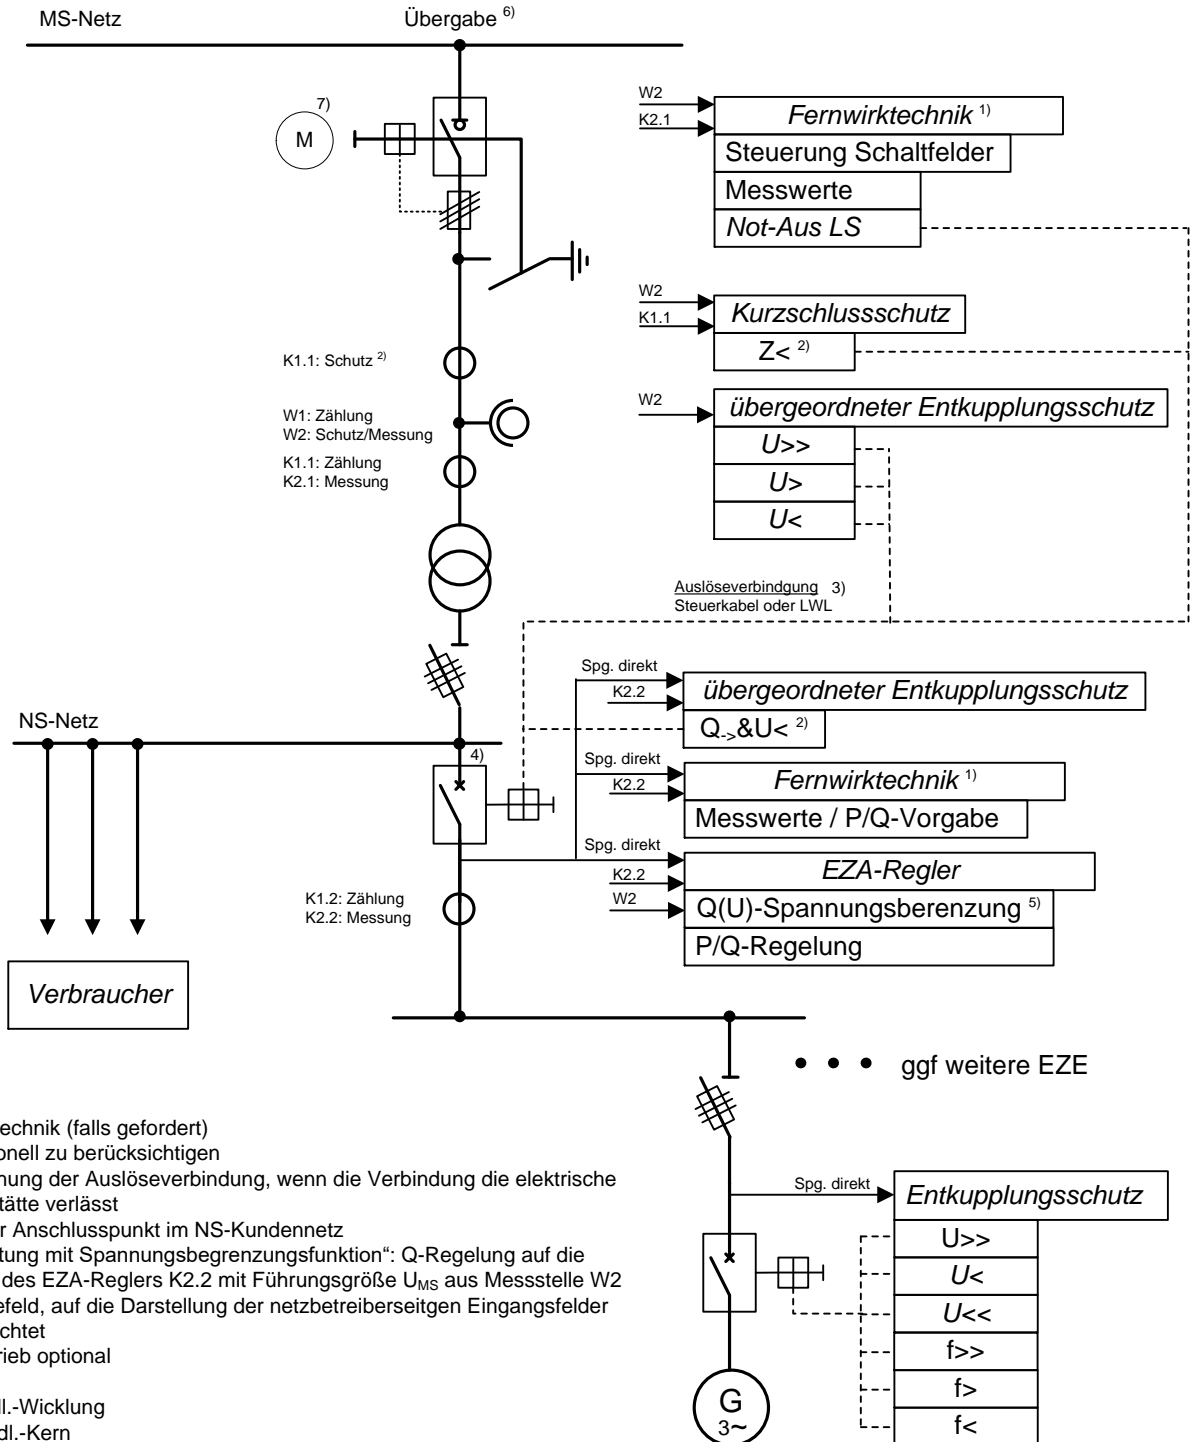 MS-Netz
Übergabe 6)
7)
M
W2
K2.1
Fernwirktechnik 1)
Steuerung Schaltfelder
Messwerte
Not-Aus LS
W2
K1.1
Kurzschlussschutz
Z< 2)
K1.1: Schutz 2)
W1: Zählung
W2: Schutz/Messung
K1.1: Zählung
K2.1: Messung
W2
übergeordneter Entkupplungsschutz
U>>
U>
U<
Auslöseverbindgung 3)
Steuerkabel oder LWL
Spg. direkt
K2.2
übergeordneter Entkupplungsschutz
Q->&U< 2)
NS-Netz
4)
Spg. direkt
K2.2
Fernwirktechnik 1)
Messwerte / P/Q-Vorgabe
Spg. direkt
K2.2
W2
EZA-Regler
Q(U)-Spannungsberenzung 5)
P/Q-Regelung
K1.2: Zählung
K2.2: Messung
Verbraucher
ggf weitere EZE
echnik (falls gefordert)
onell zu berücksichtigen
nung der Auslöseverbindung, wenn die Verbindung die elektrische
tätte verlässt
r Anschlusspunkt im NS-Kundennetz
tung mit Spannungsbegrenzungsfunktion“: Q-Regelung auf die
des EZA-Reglers K2.2 mit Führungsgröße UMS aus Messstelle W2
efeld, auf die Darstellung der netzbetreiberseitgen Eingangsfelder
chtet
rieb optional
ll.-Wicklung
dl.-Kern
Spg. direkt
Entkupplungsschutz
U>>
U<
U<<
f>>
f>
f<
G
3~